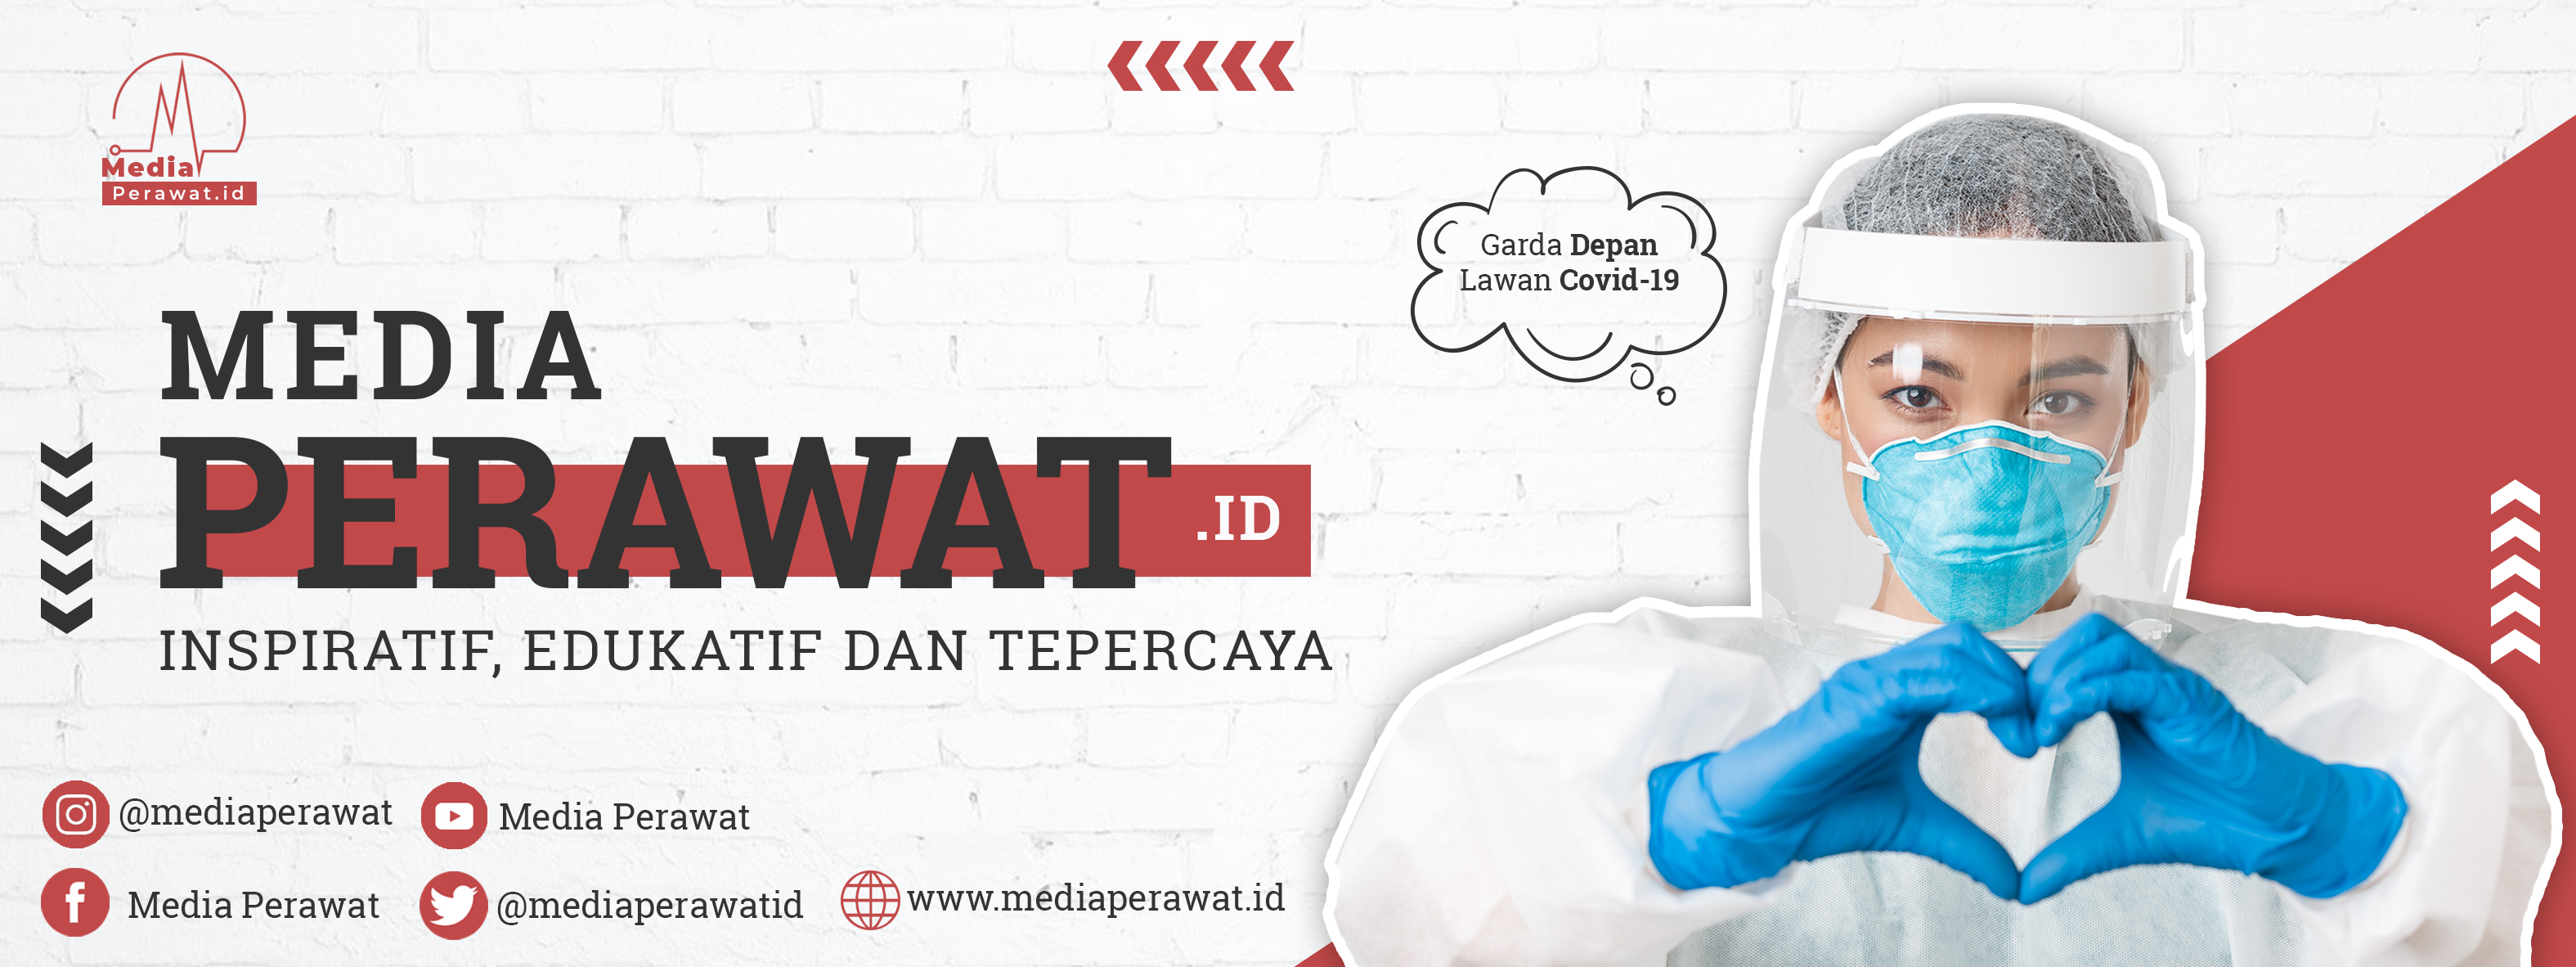 Media
Perawat.id
Garda Depan
Lawan Covid-19
MEDIA
PERAWAT
.ID
INSPIRATIF, EDUKATIF DAN TEPERCAYA
@mediaperawat
Media Perawat
Media Perawat
@mediaperawatid
www.mediaperawat.id